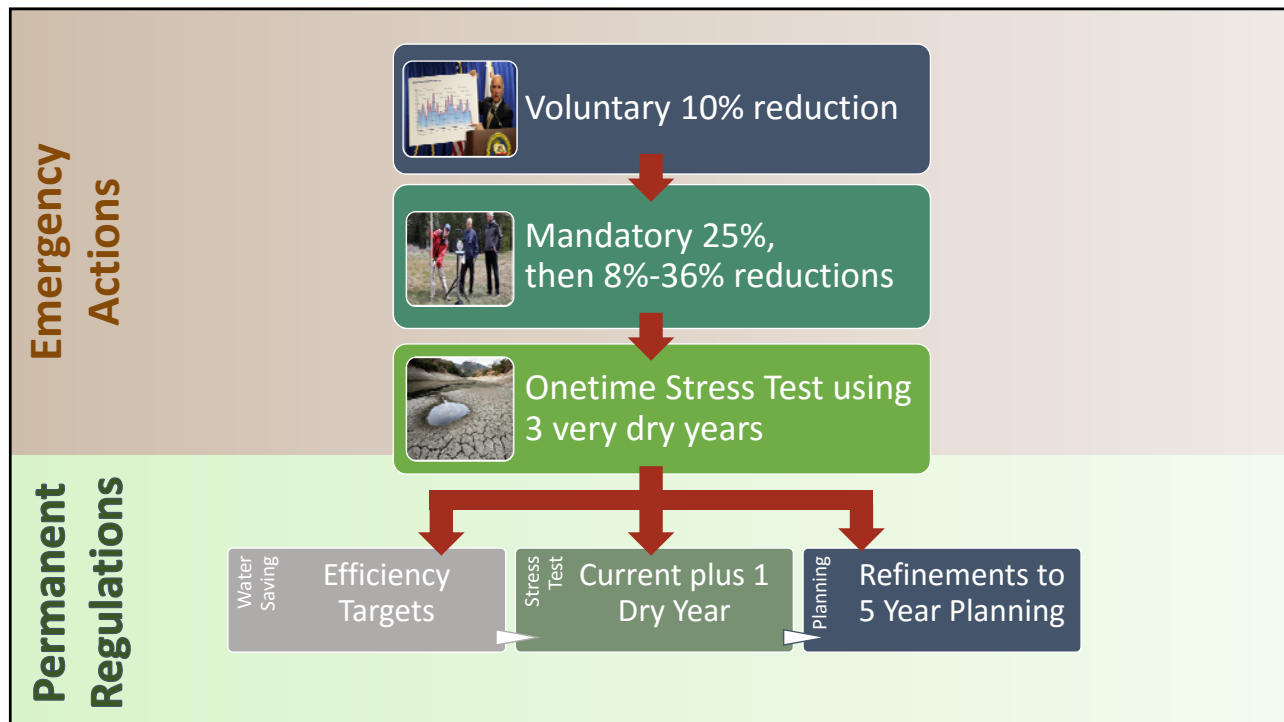 Emergency
Actions
Voluntary 10% reduction
Mandatory 25%,
then 8%-36% reductions
Onetime Stress Test using
3 very dry years
Permanent
Regulations
Water
Saving
Efficiency
Targets
Stress
Test
Current plus 1
Dry Year
Planning
Refinements to
5 Year Planning